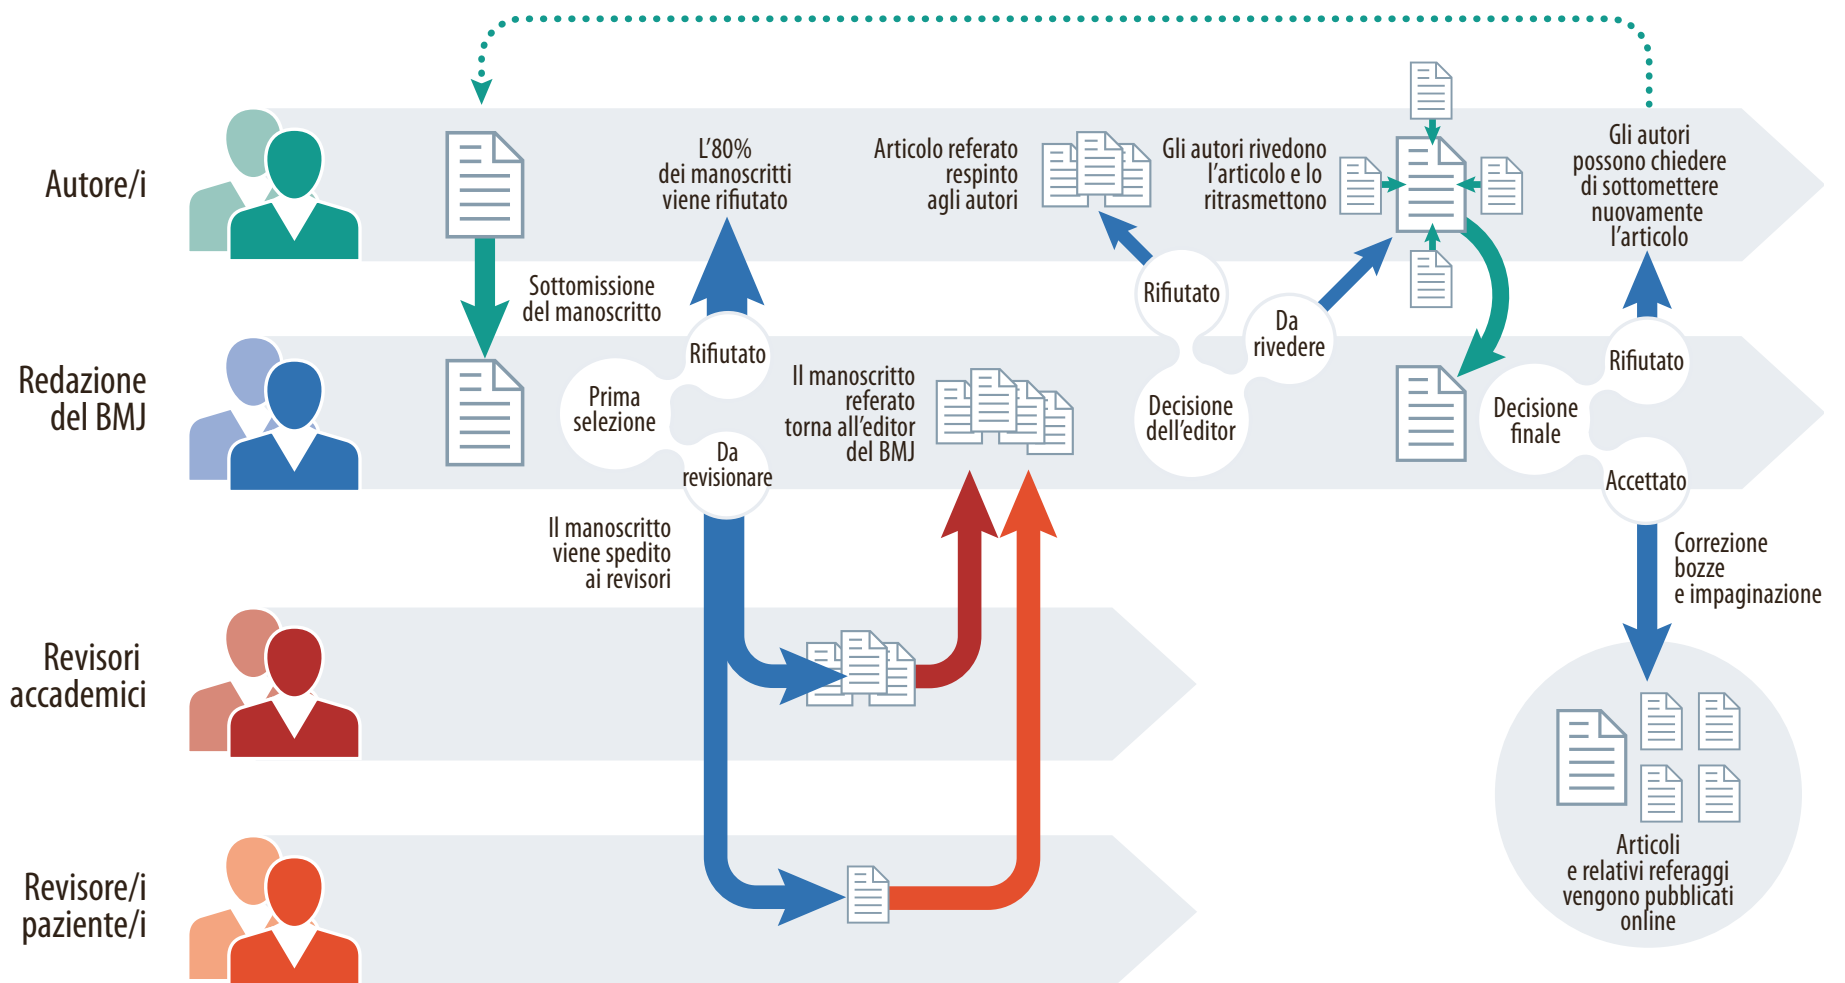 Autore/i
L'80%
dei manoscritti
viene rifiutato
Articolo referato
respinto
agli autori
Gli autori rivedono
l'articolo e lo
ritrasmettono
Gli autori
possono chiedere
di sottomettere
nuovamente
l'articolo
Sottomissione
del manoscritto
Redazione
del BMJ
Prima
selezione
Rifiutato
Da
revisionare
Il manoscritto
referato
torna all'editor
del BMJ
Rifiutato
Da
rivedere
Decisione
dell'editor
Decisione
finale
Rifiutato
Accettato
Il manoscritto
viene spedito
ai revisori
Correzione
bozze
e impaginazione
Revisori
accademici
Revisore/i
paziente/i
Articoli
e relativi referaggi
vengono pubblicati
online